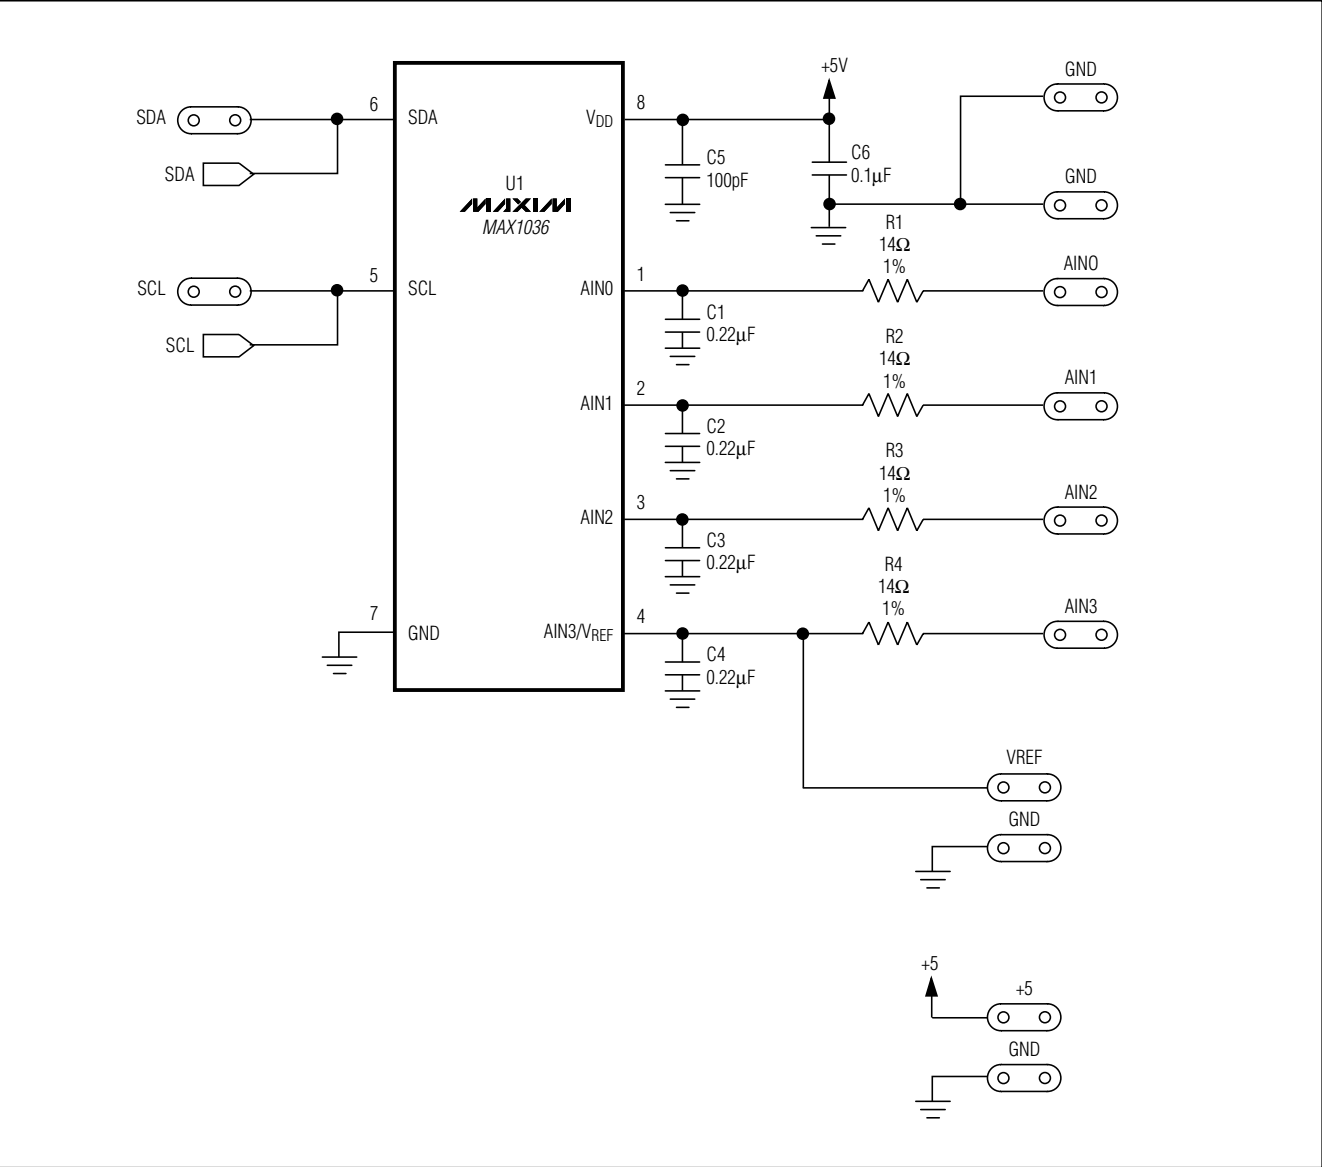 +5V
GND
SDA
6
SDA
VDD
8
C5
100pF
C6
0.1µF
SDA
GND
U1
MAXIM
MAX1036
R1
14Ω
1%
SCL
5
SCL
AIN0
1
AIN0
C1
0.22µF
SCL
R2
14Ω
1%
AIN1
2
AIN1
C2
0.22µF
R3
14Ω
1%
AIN2
3
AIN2
C3
0.22µF
R4
14Ω
1%
7
GND
AIN3/VREF
4
AIN3
C4
0.22µF
VREF
GND
+5
+5
GND